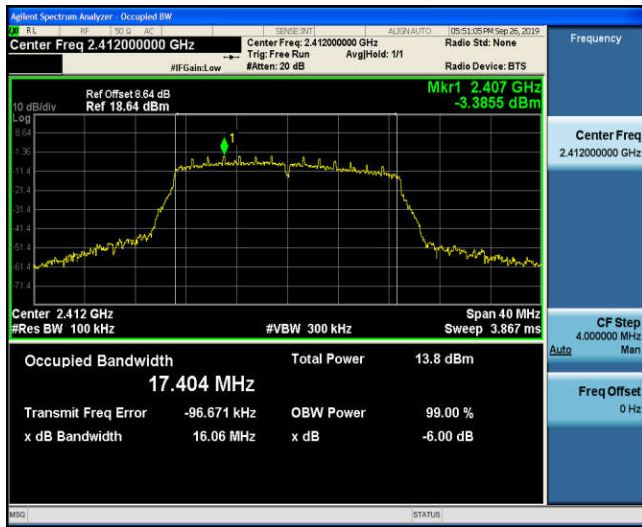 Agilent Spectrum Analyzer - Occupied BW
RL RF 50 Ω AC SENSE:INT ALIGN AUTO 05:51:05 PM Sep 26, 2019
Center Freq 2.412000000 GHz
Center Freq: 2.412000000 GHz
Radio Std: None
Trig: Free Run Avg|Hold: 1/1
#IFGain:Low #Atten: 20 dB Radio Device: BTS
Frequency
Ref Offset 8.64 dB
10 dB/div Ref 18.64 dBm
Mkr1 2.407 GHz
-3.3855 dBm
Log
8.64
-1.36
-11.4
-21.4
-31.4
-41.4
-51.4
-61.4
-71.4
1
Center 2.412 GHz Span 40 MHz
#Res BW 100 kHz #VBW 300 kHz Sweep 3.867 ms
Occupied Bandwidth Total Power 13.8 dBm
17.404 MHz
Transmit Freq Error -96.671 kHz OBW Power 99.00 %
x dB Bandwidth 16.06 MHz x dB -6.00 dB
Center Freq
2.412000000 GHz
CF Step
4.000000 MHz
Auto Man
Freq Offset
0 Hz
MSG STATUS